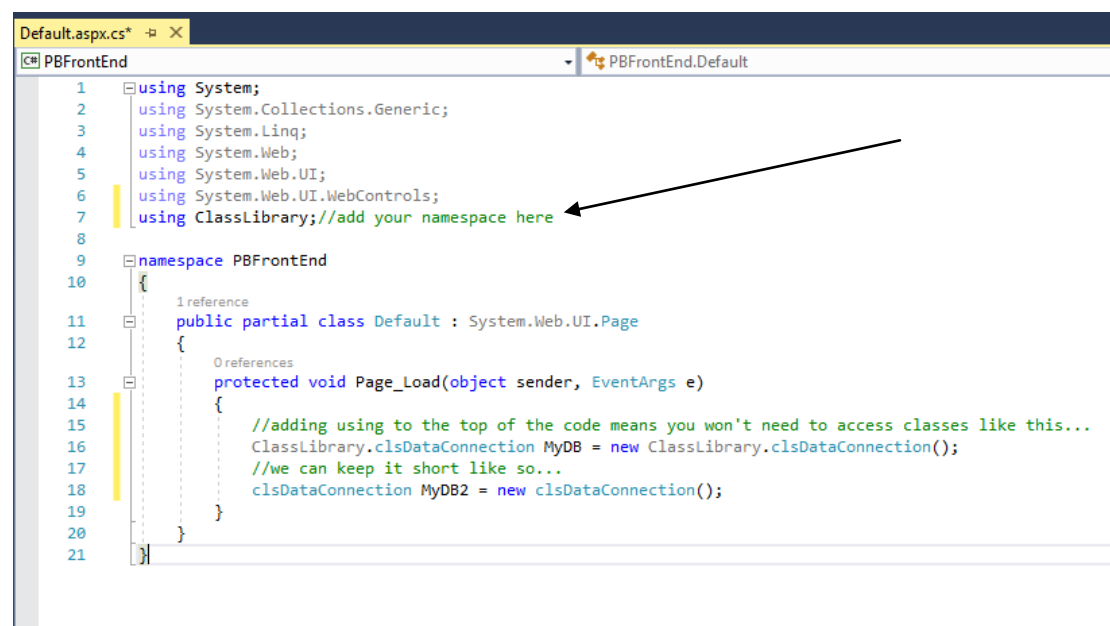 Default.aspx.cs*
C# PBFrontEnd PBFrontEnd.Default
1 using System;
2 using System.Collections.Generic;
3 using System.Linq;
4 using System.Web;
5 using System.Web.UI;
6 using System.Web.UI.WebControls;
7 using ClassLibrary;//add your namespace here
8
9 namespace PBFrontEnd
10 {
1 reference
11 public partial class Default : System.Web.UI.Page
12 {
0 references
13 protected void Page_Load(object sender, EventArgs e)
14 {
15 //adding using to the top of the code means you won't need to access classes like this...
16 ClassLibrary.clsDataConnection MyDB = new ClassLibrary.clsDataConnection();
17 //we can keep it short like so...
18 clsDataConnection MyDB2 = new clsDataConnection();
19 }
20 }
21 }